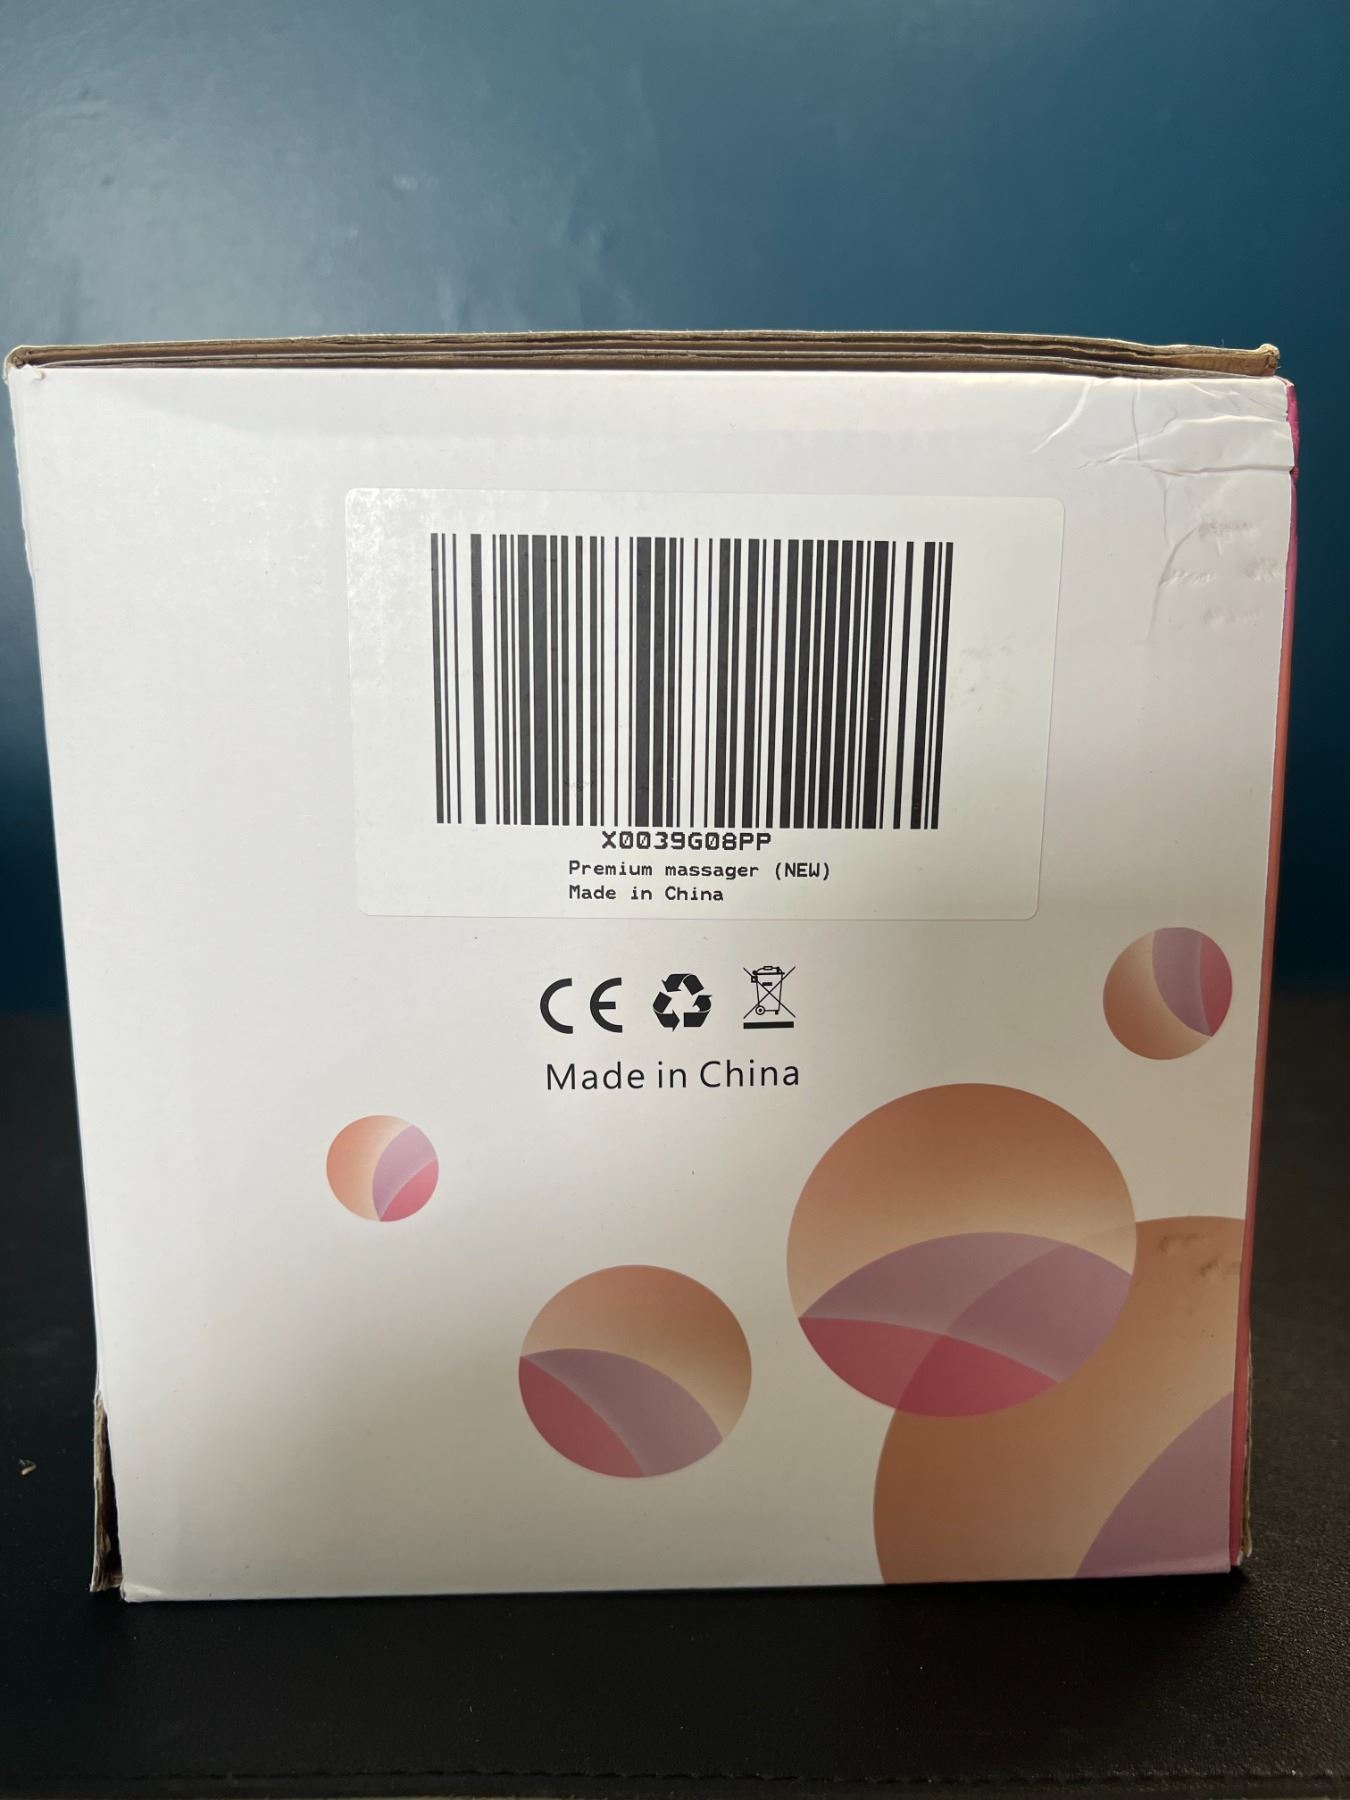 X0039G08PP
Premium massager (NEW)
Made in China
CE
Made in China